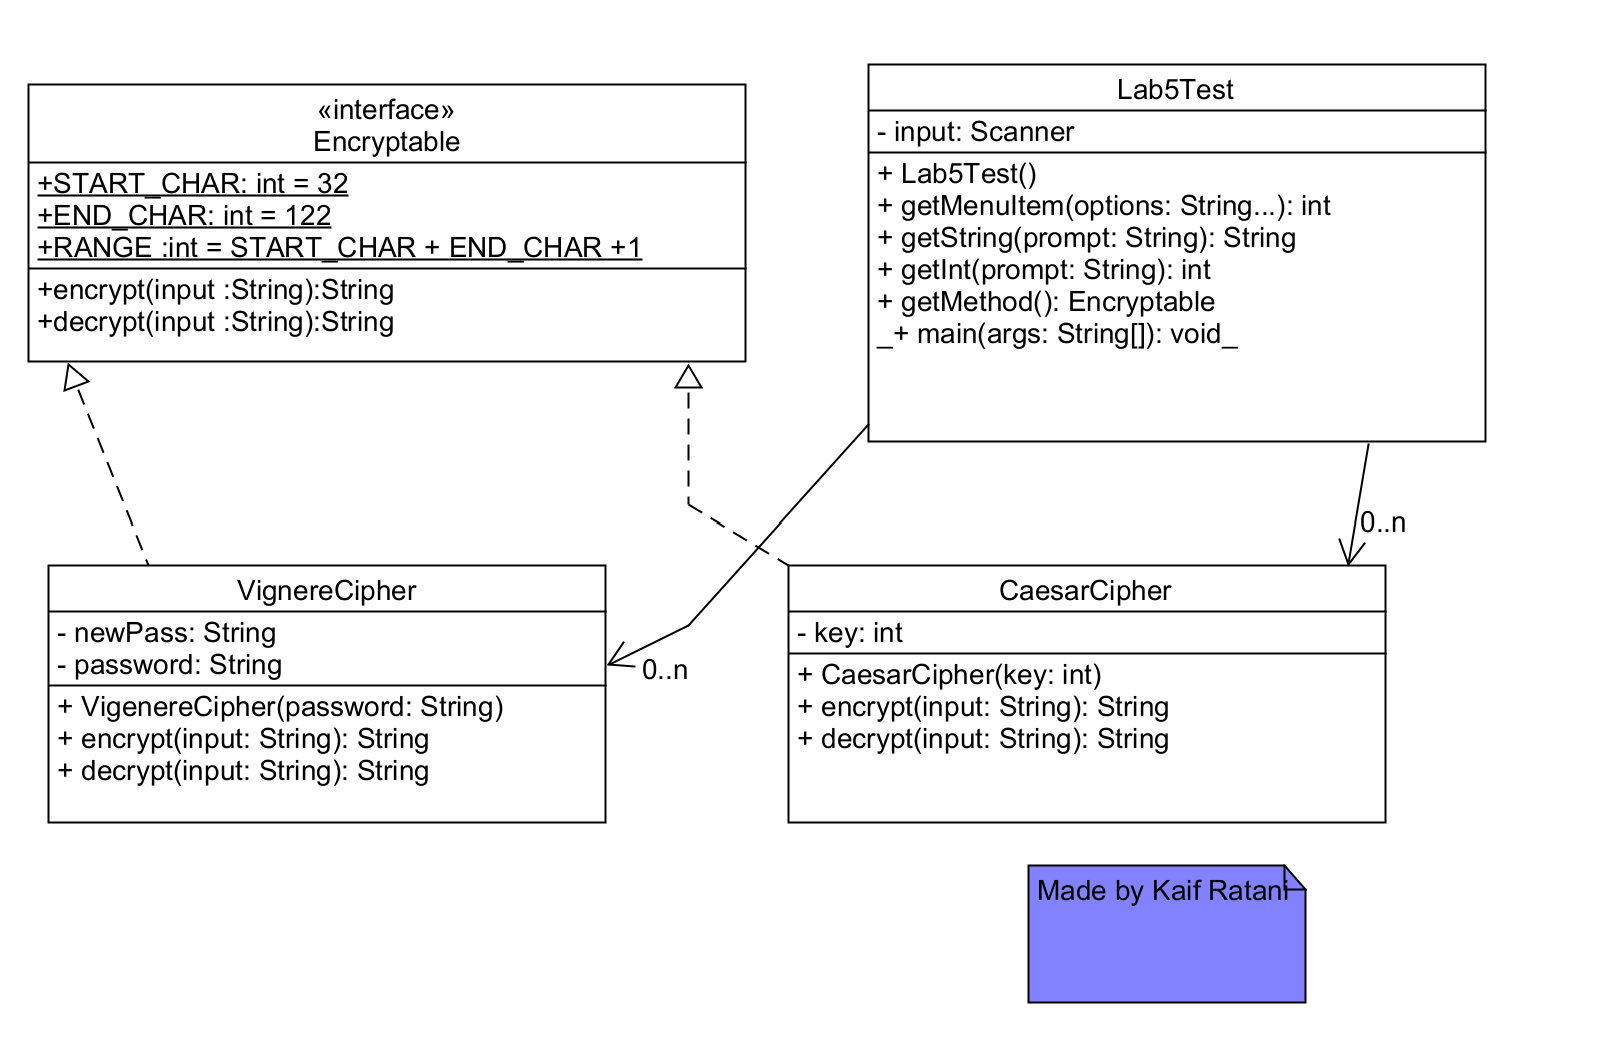 «interface»
Encryptable
+START_CHAR: int = 32
+END_CHAR: int = 122
+RANGE :int = START_CHAR + END_CHAR +1
+encrypt(input :String):String
+decrypt(input :String):String
Lab5Test
- input: Scanner
+ Lab5Test()
+ getMenuItem(options: String...): int
+ getString(prompt: String): String
+ getInt(prompt: String): int
+ getMethod(): Encryptable
_+ main(args: String[]): void_
0..n
VignereCipher
- newPass: String
- password: String
+ VigenereCipher(password: String)
+ encrypt(input: String): String
+ decrypt(input: String): String
0..n
CaesarCipher
- key: int
+ CaesarCipher(key: int)
+ encrypt(input: String): String
+ decrypt(input: String): String
Made by Kaif Ratani